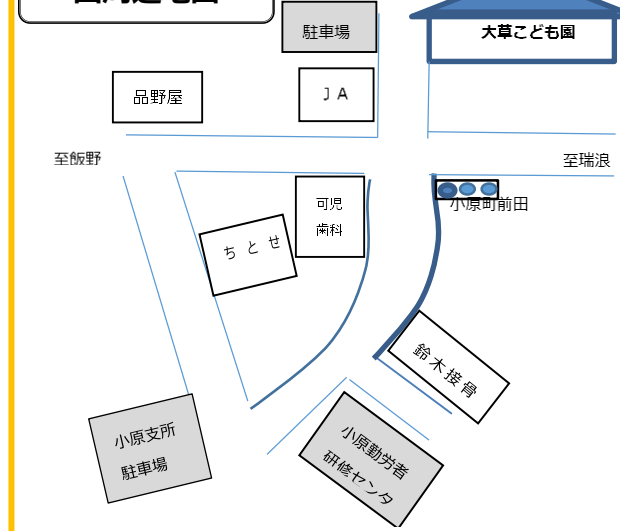 駐車場
大草こども園
品野屋
ＪＡ
至飯野
至瑞浪
可児
歯科
小原町前田
ちとせ
鈴木接骨
小原支所
駐車場
小原勤労者
研修センタ